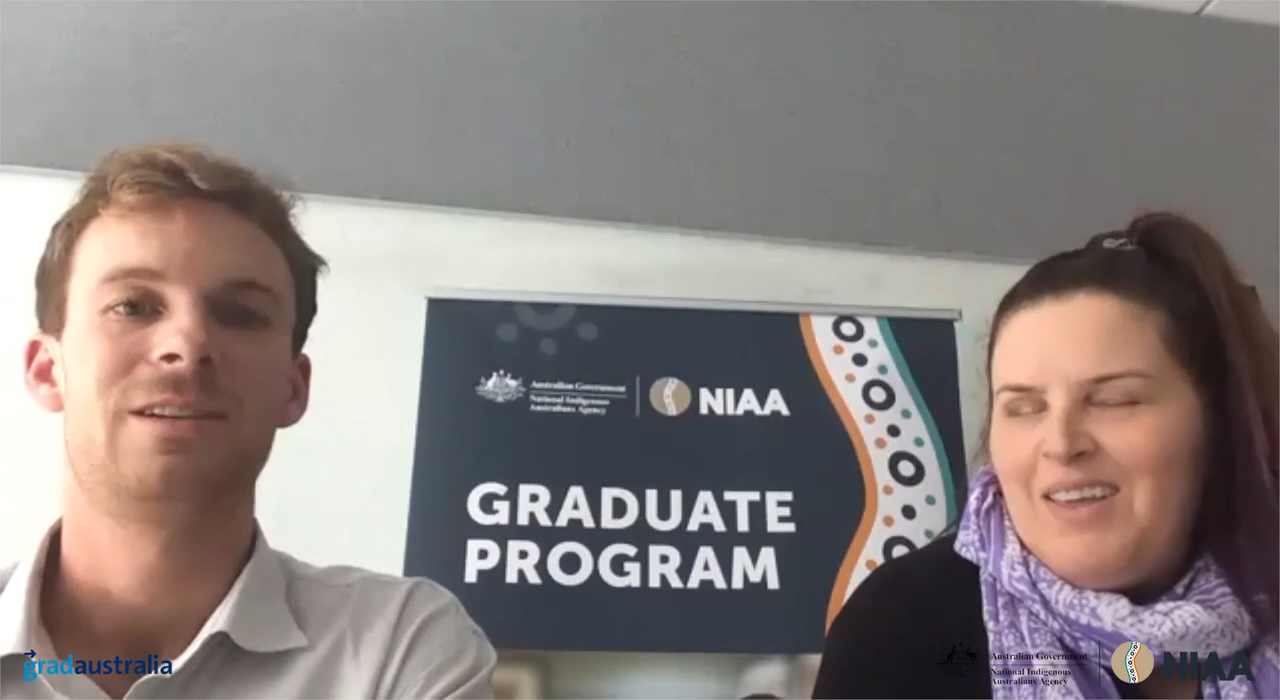 Australian Government
National Indigenous
Australians Agency
NIAA
GRADUATE
PROGRAM
gradaustralia
Australian Government
National Indigenous
Australians Agency
NIAA